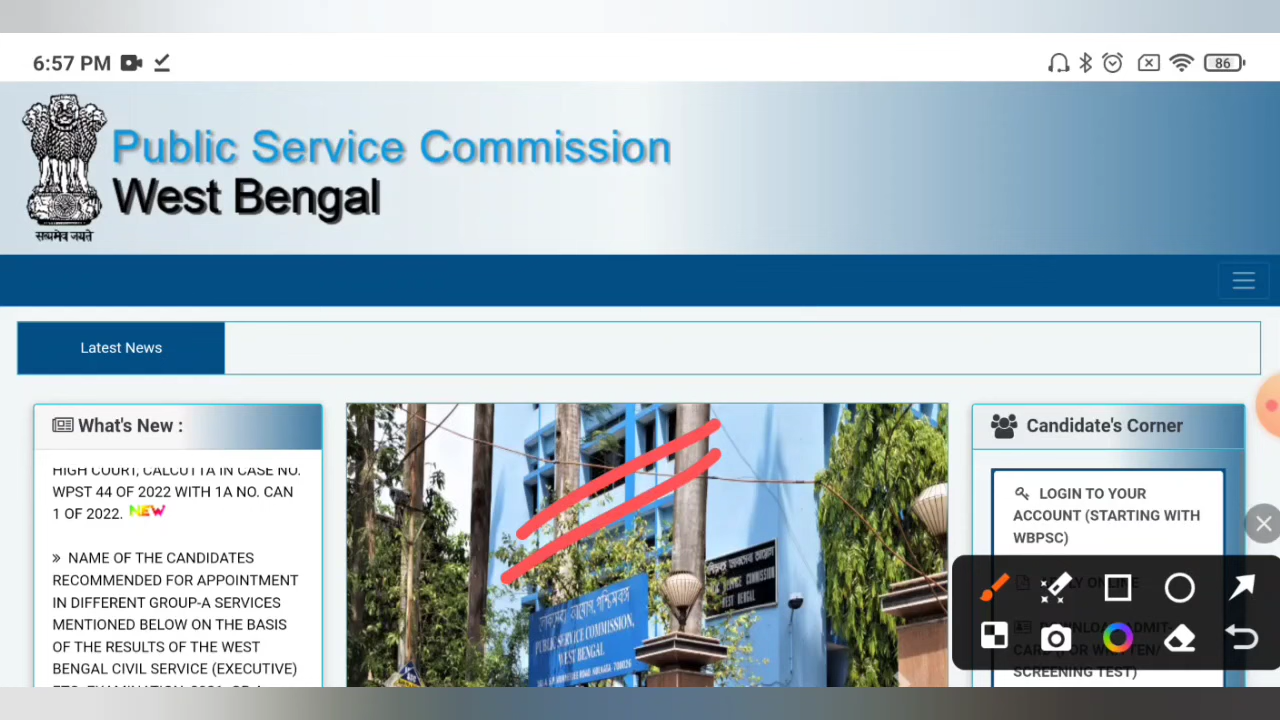 6:57 PM
86
Public Service Commission
West Bengal
सत्यमेव जयते
Latest News
What's New :
HIGH COURT, CALCUTTA IN CASE NO.
WPST 44 OF 2022 WITH 1A NO. CAN
1 OF 2022. NEW
» NAME OF THE CANDIDATES
RECOMMENDED FOR APPOINTMENT
IN DIFFERENT GROUP-A SERVICES
MENTIONED BELOW ON THE BASIS
OF THE RESULTS OF THE WEST
BENGAL CIVIL SERVICE (EXECUTIVE)
COMMISSION
WEST BENGAL
PUBLIC SERVICE COMMISSION,
WEST BENGAL
Candidate's Corner
LOGIN TO YOUR
ACCOUNT (STARTING WITH
WBPSC)
SCREENING TEST)